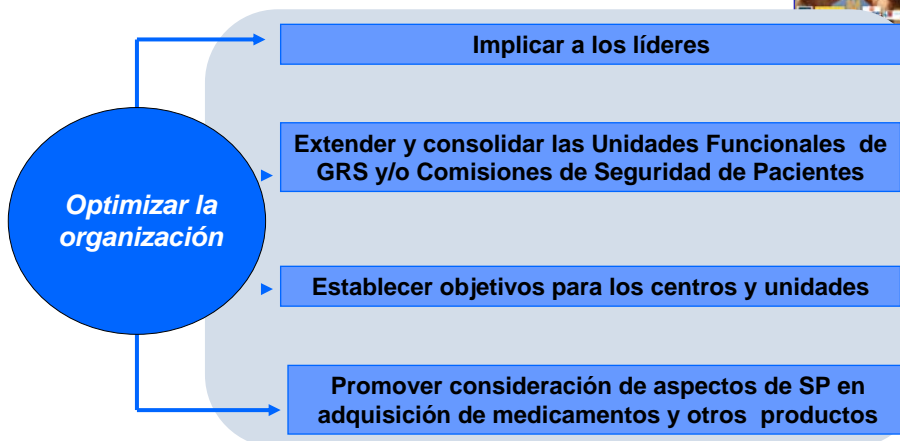 Implicar a los líderes
Extender y consolidar las Unidades Funcionales de
GRS y/o Comisiones de Seguridad de Pacientes
Optimizar la
organización
Establecer objetivos para los centros y unidades
Promover consideración de aspectos de SP en
adquisición de medicamentos y otros productos